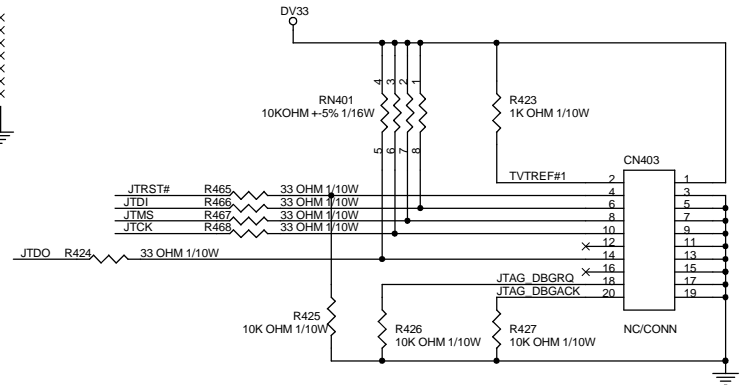 DV33
4 3 2 1
RN401
10KOHM +-5% 1/16W
5 6 7 8
R423
1K OHM 1/10W
CN403
TVTREF#1 2 1
JTRST# R465 33 OHM 1/10W 4 3
JTDI R466 33 OHM 1/10W 6 5
JTMS R467 33 OHM 1/10W 8 7
JTCK R468 33 OHM 1/10W 10 9
12 11
JTDO R424 33 OHM 1/10W 14 13
16 15
JTAG_DBGRQ 18 17
JTAG_DBGACK 20 19
R425
10K OHM 1/10W
R426
10K OHM 1/10W
R427
10K OHM 1/10W
NC/CONN